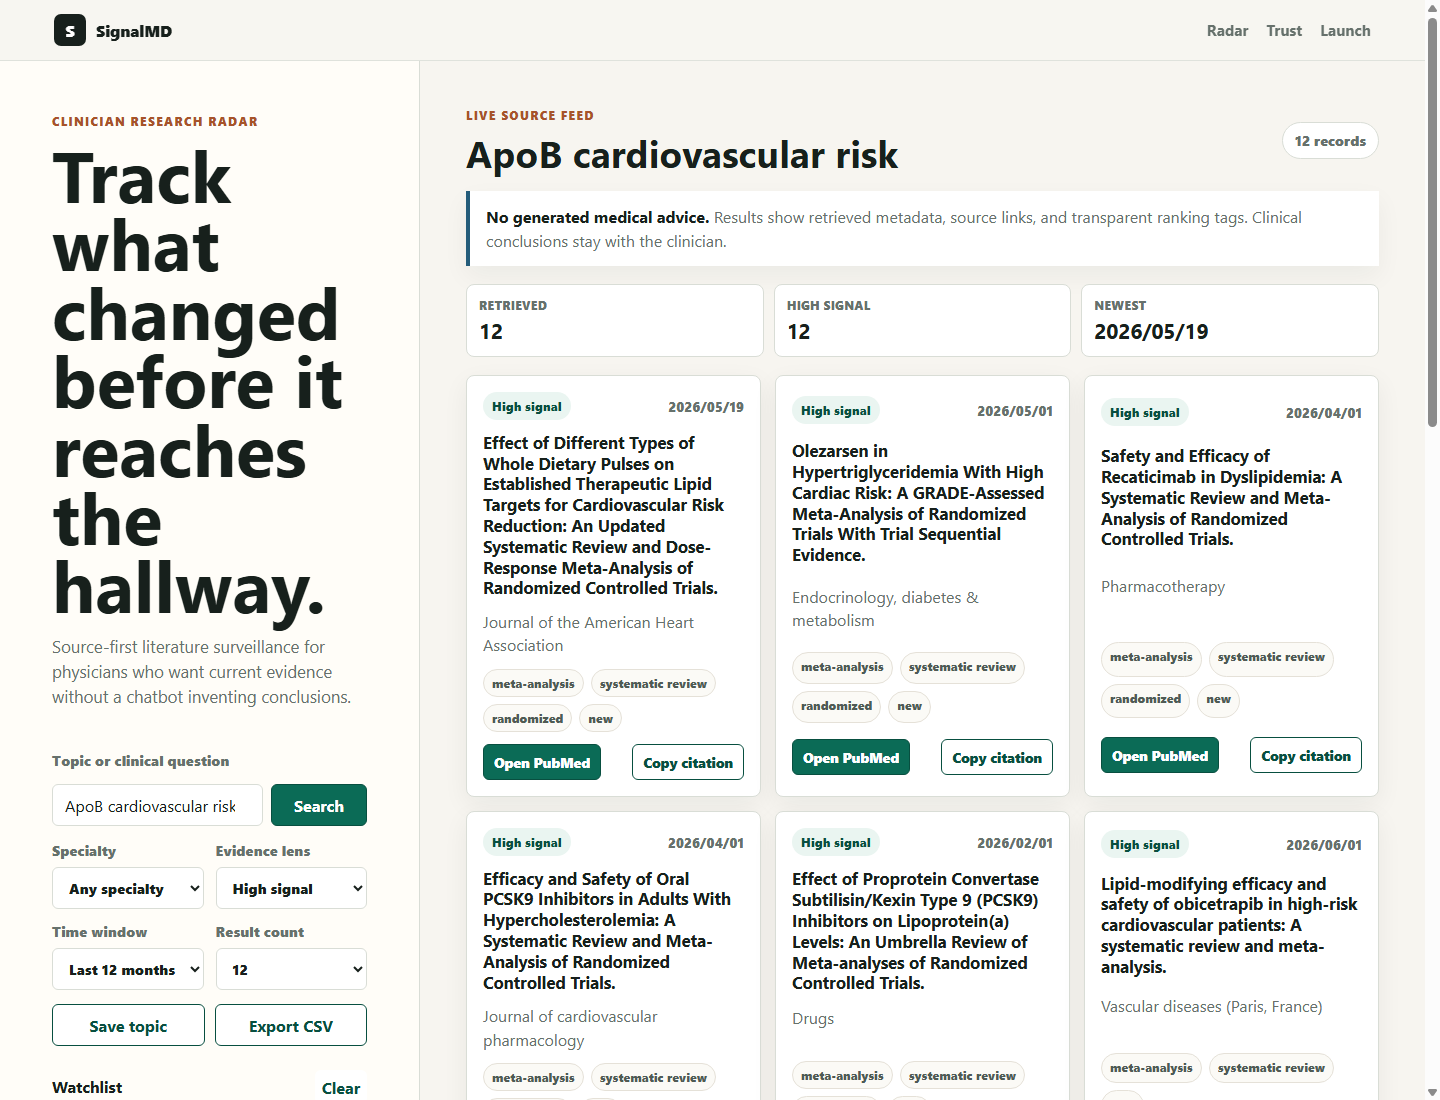 S SignalMD
Radar Trust Launch
CLINICIAN RESEARCH RADAR
Track
what
changed
before it
reaches
the
hallway.
Source-first literature surveillance for
physicians who want current evidence
without a chatbot inventing conclusions.
Topic or clinical question
ApoB cardiovascular risk
Search
Specialty
Evidence lens
Any specialty
High signal
Time window
Result count
Last 12 months
12
Save topic
Export CSV
Watchlist
Clear
LIVE SOURCE FEED
ApoB cardiovascular risk
12 records
No generated medical advice. Results show retrieved metadata, source links, and transparent ranking tags. Clinical
conclusions stay with the clinician.
RETRIEVED
12
HIGH SIGNAL
12
NEWEST
2026/05/19
High signal
2026/05/19
Effect of Different Types of
Whole Dietary Pulses on
Established Therapeutic Lipid
Targets for Cardiovascular Risk
Reduction: An Updated
Systematic Review and Dose-
Response Meta-Analysis of
Randomized Controlled Trials.
Journal of the American Heart
Association
meta-analysis
systematic review
randomized
new
Open PubMed
Copy citation
High signal
2026/05/01
Olezarsen in
Hypertriglyceridemia With High
Cardiac Risk: A GRADE-Assessed
Meta-Analysis of Randomized
Trials With Trial Sequential
Evidence.
Endocrinology, diabetes &
metabolism
meta-analysis
systematic review
randomized
new
Open PubMed
Copy citation
High signal
2026/04/01
Safety and Efficacy of
Recaticimab in Dyslipidemia: A
Systematic Review and Meta-
Analysis of Randomized
Controlled Trials.
Pharmacotherapy
meta-analysis
systematic review
randomized
new
Open PubMed
Copy citation
High signal
2026/04/01
Efficacy and Safety of Oral
PCSK9 Inhibitors in Adults With
Hypercholesterolemia: A
Systematic Review and Meta-
Analysis of Randomized
Controlled Trials.
Journal of cardiovascular
pharmacology
meta-analysis
systematic review
High signal
2026/02/01
Effect of Proprotein Convertase
Subtilisin/Kexin Type 9 (PCSK9)
Inhibitors on Lipoprotein(a)
Levels: An Umbrella Review of
Meta-analyses of Randomized
Controlled Trials.
Drugs
meta-analysis
systematic review
High signal
2026/06/01
Lipid-modifying efficacy and
safety of obicetrapib in high-risk
cardiovascular patients: A
systematic review and meta-
analysis.
Vascular diseases (Paris, France)
meta-analysis
systematic review